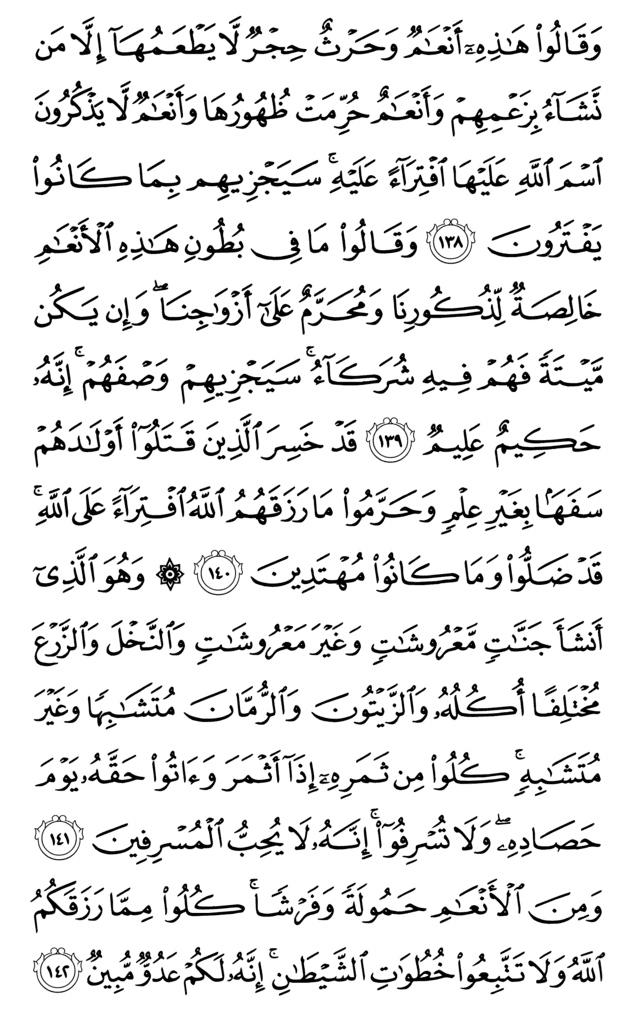 وَقَالُوا۟ هَـٰذِهِۦٓ أَنْعَـٰمٌ وَحَرْثٌ حِجْرٌ لَّا يَطْعَمُهَآ إِلَّا مَن
نَّشَآءُ بِزَعْمِهِمْ وَأَنْعَـٰمٌ حُرِّمَتْ ظُهُورُهَا وَأَنْعَـٰمٌ لَّا يَذْكُرُونَ
ٱسْمَ ٱللَّهِ عَلَيْهَا ٱفْتِرَآءً عَلَيْهِ ۚ سَيَجْزِيهِم بِمَا كَانُوا۟
يَفْتَرُونَ ١٣٨ وَقَالُوا۟ مَا فِى بُطُونِ هَـٰذِهِ ٱلْأَنْعَـٰمِ
خَالِصَةٌ لِّذُكُورِنَا وَمُحَرَّمٌ عَلَىٰٓ أَزْوَٰجِنَا ۖ وَإِن يَكُن
مَّيْتَةً فَهُمْ فِيهِ شُرَكَآءُ ۚ سَيَجْزِيهِمْ وَصْفَهُمْ ۚ إِنَّهُۥ
حَكِيمٌ عَلِيمٌ ١٣٩ قَدْ خَسِرَ ٱلَّذِينَ قَتَلُوٓا۟ أَوْلَـٰدَهُمْ
سَفَهًۢا بِغَيْرِ عِلْمٍ وَحَرَّمُوا۟ مَا رَزَقَهُمُ ٱللَّهُ ٱفْتِرَآءً عَلَى ٱللَّهِ ۚ
قَدْ ضَلُّوا۟ وَمَا كَانُوا۟ مُهْتَدِينَ ١٤٠ ۞ وَهُوَ ٱلَّذِىٓ
أَنشَأَ جَنَّـٰتٍ مَّعْرُوشَـٰتٍ وَغَيْرَ مَعْرُوشَـٰتٍ وَٱلنَّخْلَ وَٱلزَّرْعَ
مُخْتَلِفًا أُكُلُهُۥ وَٱلزَّيْتُونَ وَٱلرُّمَّانَ مُتَشَـٰبِهًا وَغَيْرَ
مُتَشَـٰبِهٍ ۚ كُلُوا۟ مِن ثَمَرِهِۦٓ إِذَآ أَثْمَرَ وَءَاتُوا۟ حَقَّهُۥ يَوْمَ
حَصَادِهِۦ ۖ وَلَا تُسْرِفُوٓا۟ ۚ إِنَّهُۥ لَا يُحِبُّ ٱلْمُسْرِفِينَ ١٤١
وَمِنَ ٱلْأَنْعَـٰمِ حَمُولَةً وَفَرْشًا ۚ كُلُوا۟ مِمَّا رَزَقَكُمُ
ٱللَّهُ وَلَا تَتَّبِعُوا۟ خُطُوَٰتِ ٱلشَّيْطَـٰنِ ۚ إِنَّهُۥ لَكُمْ عَدُوٌّ مُّبِينٌ ١٤٢